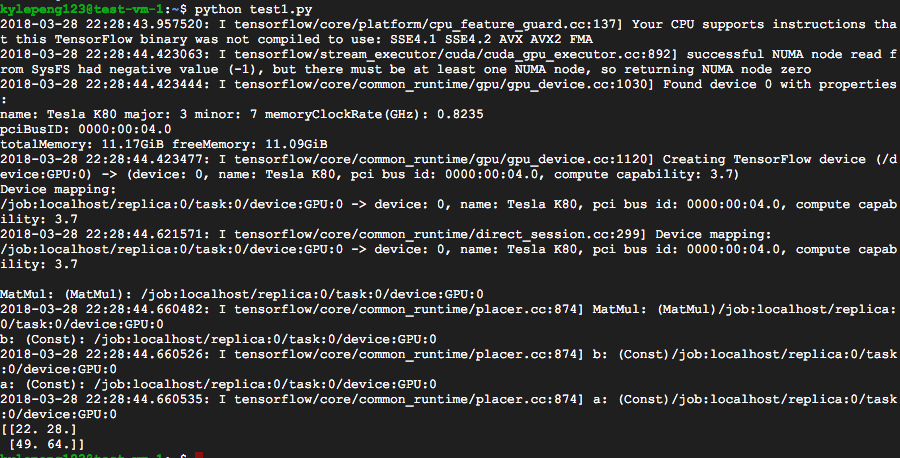 kylepeng123@test-vm-1:~$ python test1.py
2018-03-28 22:28:43.957520: I tensorflow/core/platform/cpu_feature_guard.cc:137] Your CPU supports instructions tha
t this TensorFlow binary was not compiled to use: SSE4.1 SSE4.2 AVX AVX2 FMA
2018-03-28 22:28:44.423063: I tensorflow/stream_executor/cuda/cuda_gpu_executor.cc:892] successful NUMA node read f
rom SysFS had negative value (-1), but there must be at least one NUMA node, so returning NUMA node zero
2018-03-28 22:28:44.423444: I tensorflow/core/common_runtime/gpu/gpu_device.cc:1030] Found device 0 with properties
:
name: Tesla K80 major: 3 minor: 7 memoryClockRate(GHz): 0.8235
pciBusID: 0000:00:04.0
totalMemory: 11.17GiB freeMemory: 11.09GiB
2018-03-28 22:28:44.423477: I tensorflow/core/common_runtime/gpu/gpu_device.cc:1120] Creating TensorFlow device (/d
evice:GPU:0) -> (device: 0, name: Tesla K80, pci bus id: 0000:00:04.0, compute capability: 3.7)
Device mapping:
/job:localhost/replica:0/task:0/device:GPU:0 -> device: 0, name: Tesla K80, pci bus id: 0000:00:04.0, compute capab
ility: 3.7
2018-03-28 22:28:44.621571: I tensorflow/core/common_runtime/direct_session.cc:299] Device mapping:
/job:localhost/replica:0/task:0/device:GPU:0 -> device: 0, name: Tesla K80, pci bus id: 0000:00:04.0, compute capab
ility: 3.7
MatMul: (MatMul): /job:localhost/replica:0/task:0/device:GPU:0
2018-03-28 22:28:44.660482: I tensorflow/core/common_runtime/placer.cc:874] MatMul: (MatMul)/job:localhost/replica:
0/task:0/device:GPU:0
b: (Const): /job:localhost/replica:0/task:0/device:GPU:0
2018-03-28 22:28:44.660526: I tensorflow/core/common_runtime/placer.cc:874] b: (Const)/job:localhost/replica:0/task
:0/device:GPU:0
a: (Const): /job:localhost/replica:0/task:0/device:GPU:0
2018-03-28 22:28:44.660535: I tensorflow/core/common_runtime/placer.cc:874] a: (Const)/job:localhost/replica:0/task
:0/device:GPU:0
[[22. 28.]
 [49. 64.]]
kylepeng123@test-vm-1:~$